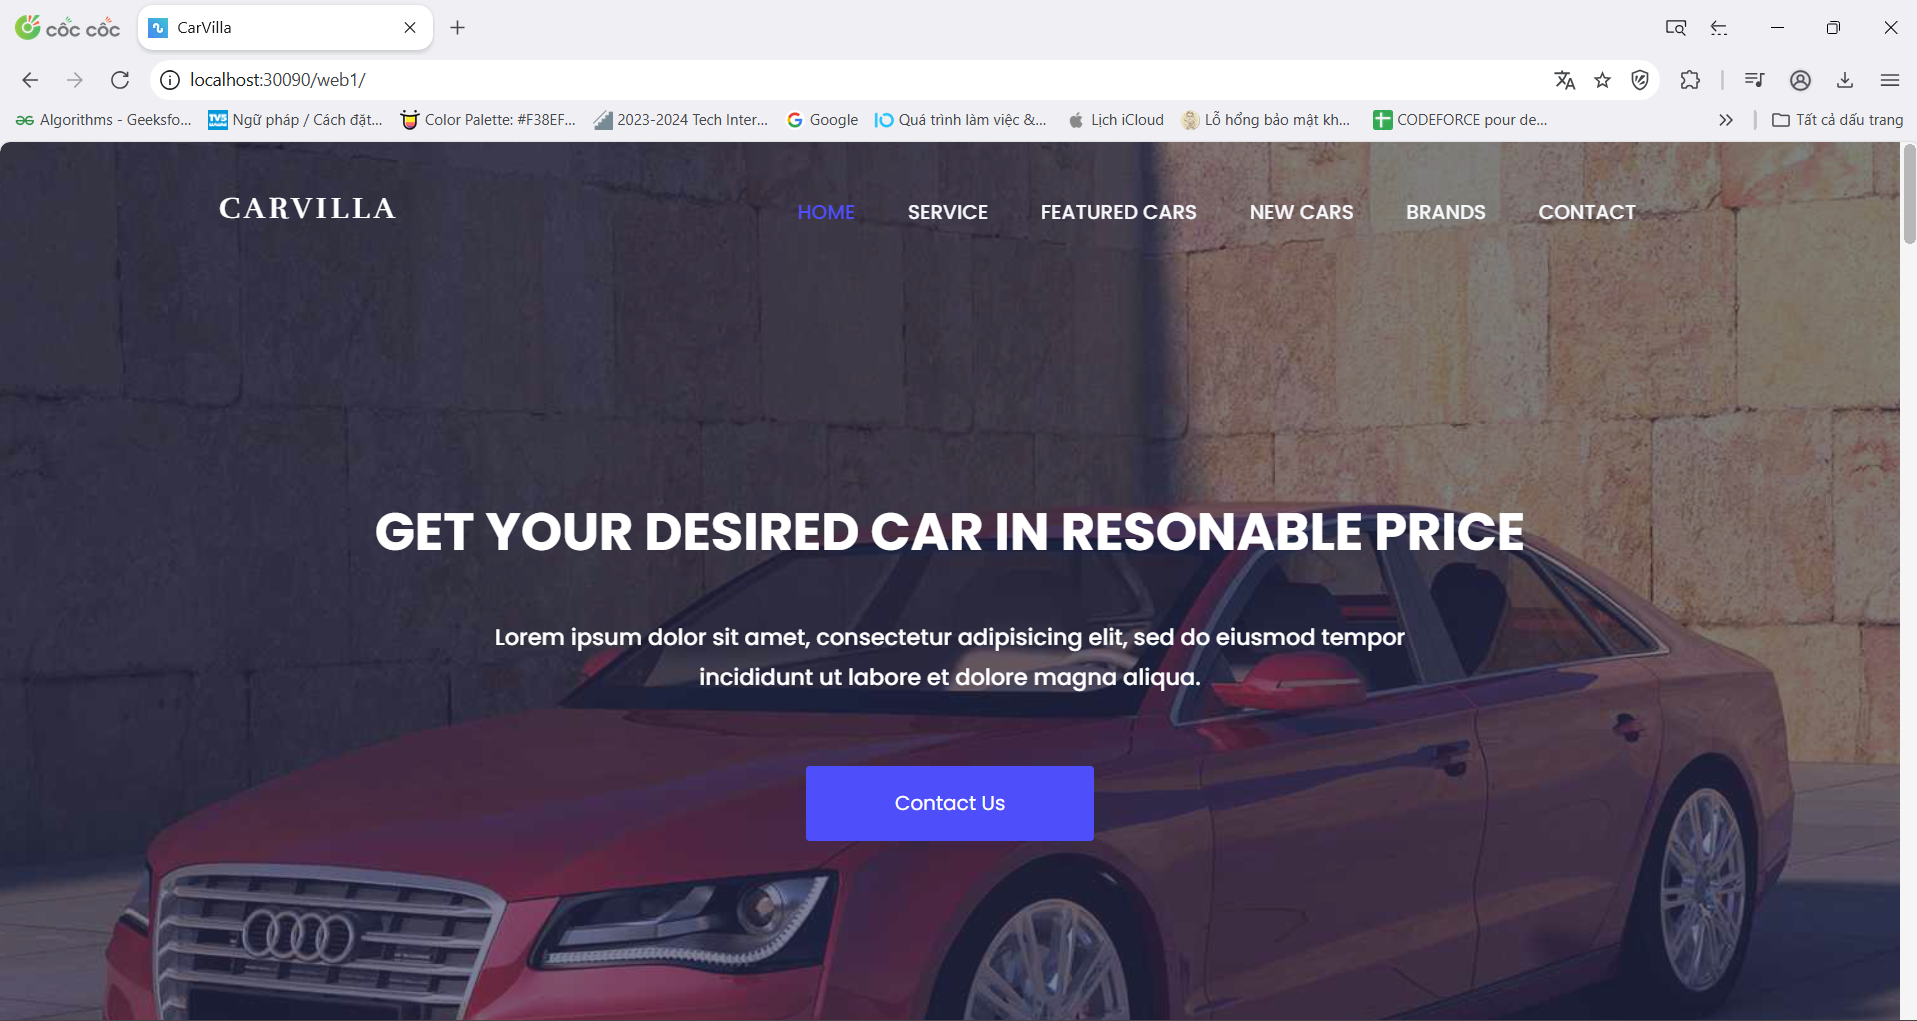 cốc cốc
CarVilla
localhost:30090/web1/
Algorithms - Geeksfo...
TV5 MONDE
Ngữ pháp / Cách đặt...
Color Palette: #F38EF...
2023-2024 Tech Inter...
Google
Quá trình làm việc &...
Lịch iCloud
Lỗ hổng bảo mật kh...
CODEFORCE pour de...
Tất cả dấu trang
CARVILLA
HOME
SERVICE
FEATURED CARS
NEW CARS
BRANDS
CONTACT
GET YOUR DESIRED CAR IN RESONABLE PRICE
Lorem ipsum dolor sit amet, consectetur adipisicing elit, sed do eiusmod tempor
incididunt ut labore et dolore magna aliqua.
Contact Us